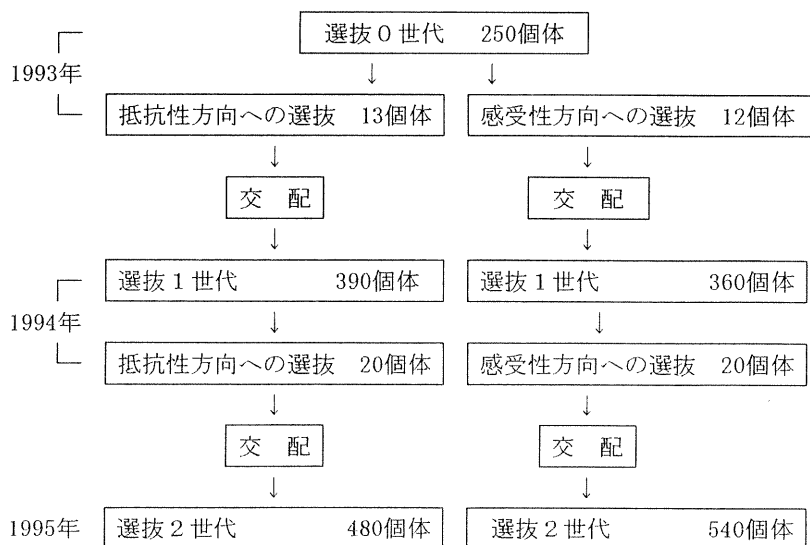 選抜0世代 250個体
1993年
抵抗性方向への選抜 13個体 感受性方向への選抜 12個体
交 配 交 配
選抜1世代 390個体 選抜1世代 360個体
1994年
抵抗性方向への選抜 20個体 感受性方向への選抜 20個体
交 配 交 配
1995年 選抜2世代 480個体 選抜2世代 540個体